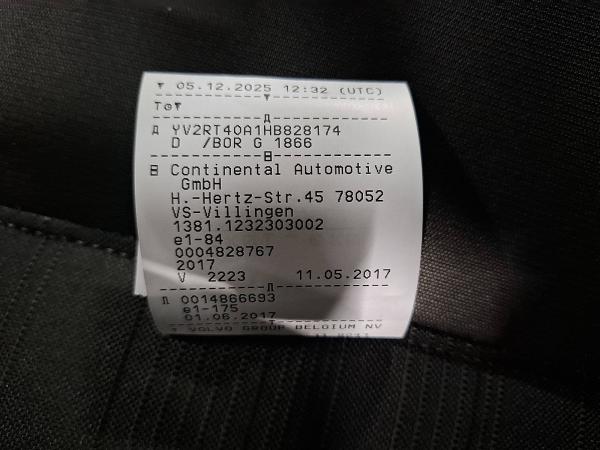 ▼ 05.12.2025 12:32 (UTC)
T⊙▼
YV2RT40A1HB828174
D /BOR G 1866
Continental Automotive
GmbH
H.-Hertz-Str.45 78052
VS-Villingen
1381.1232303002
e1-84
0004828767
2017
V 2223 11.05.2017
0014866693
e1-175
01.06.2017
T VOLVO GROUP BELGIUM NV